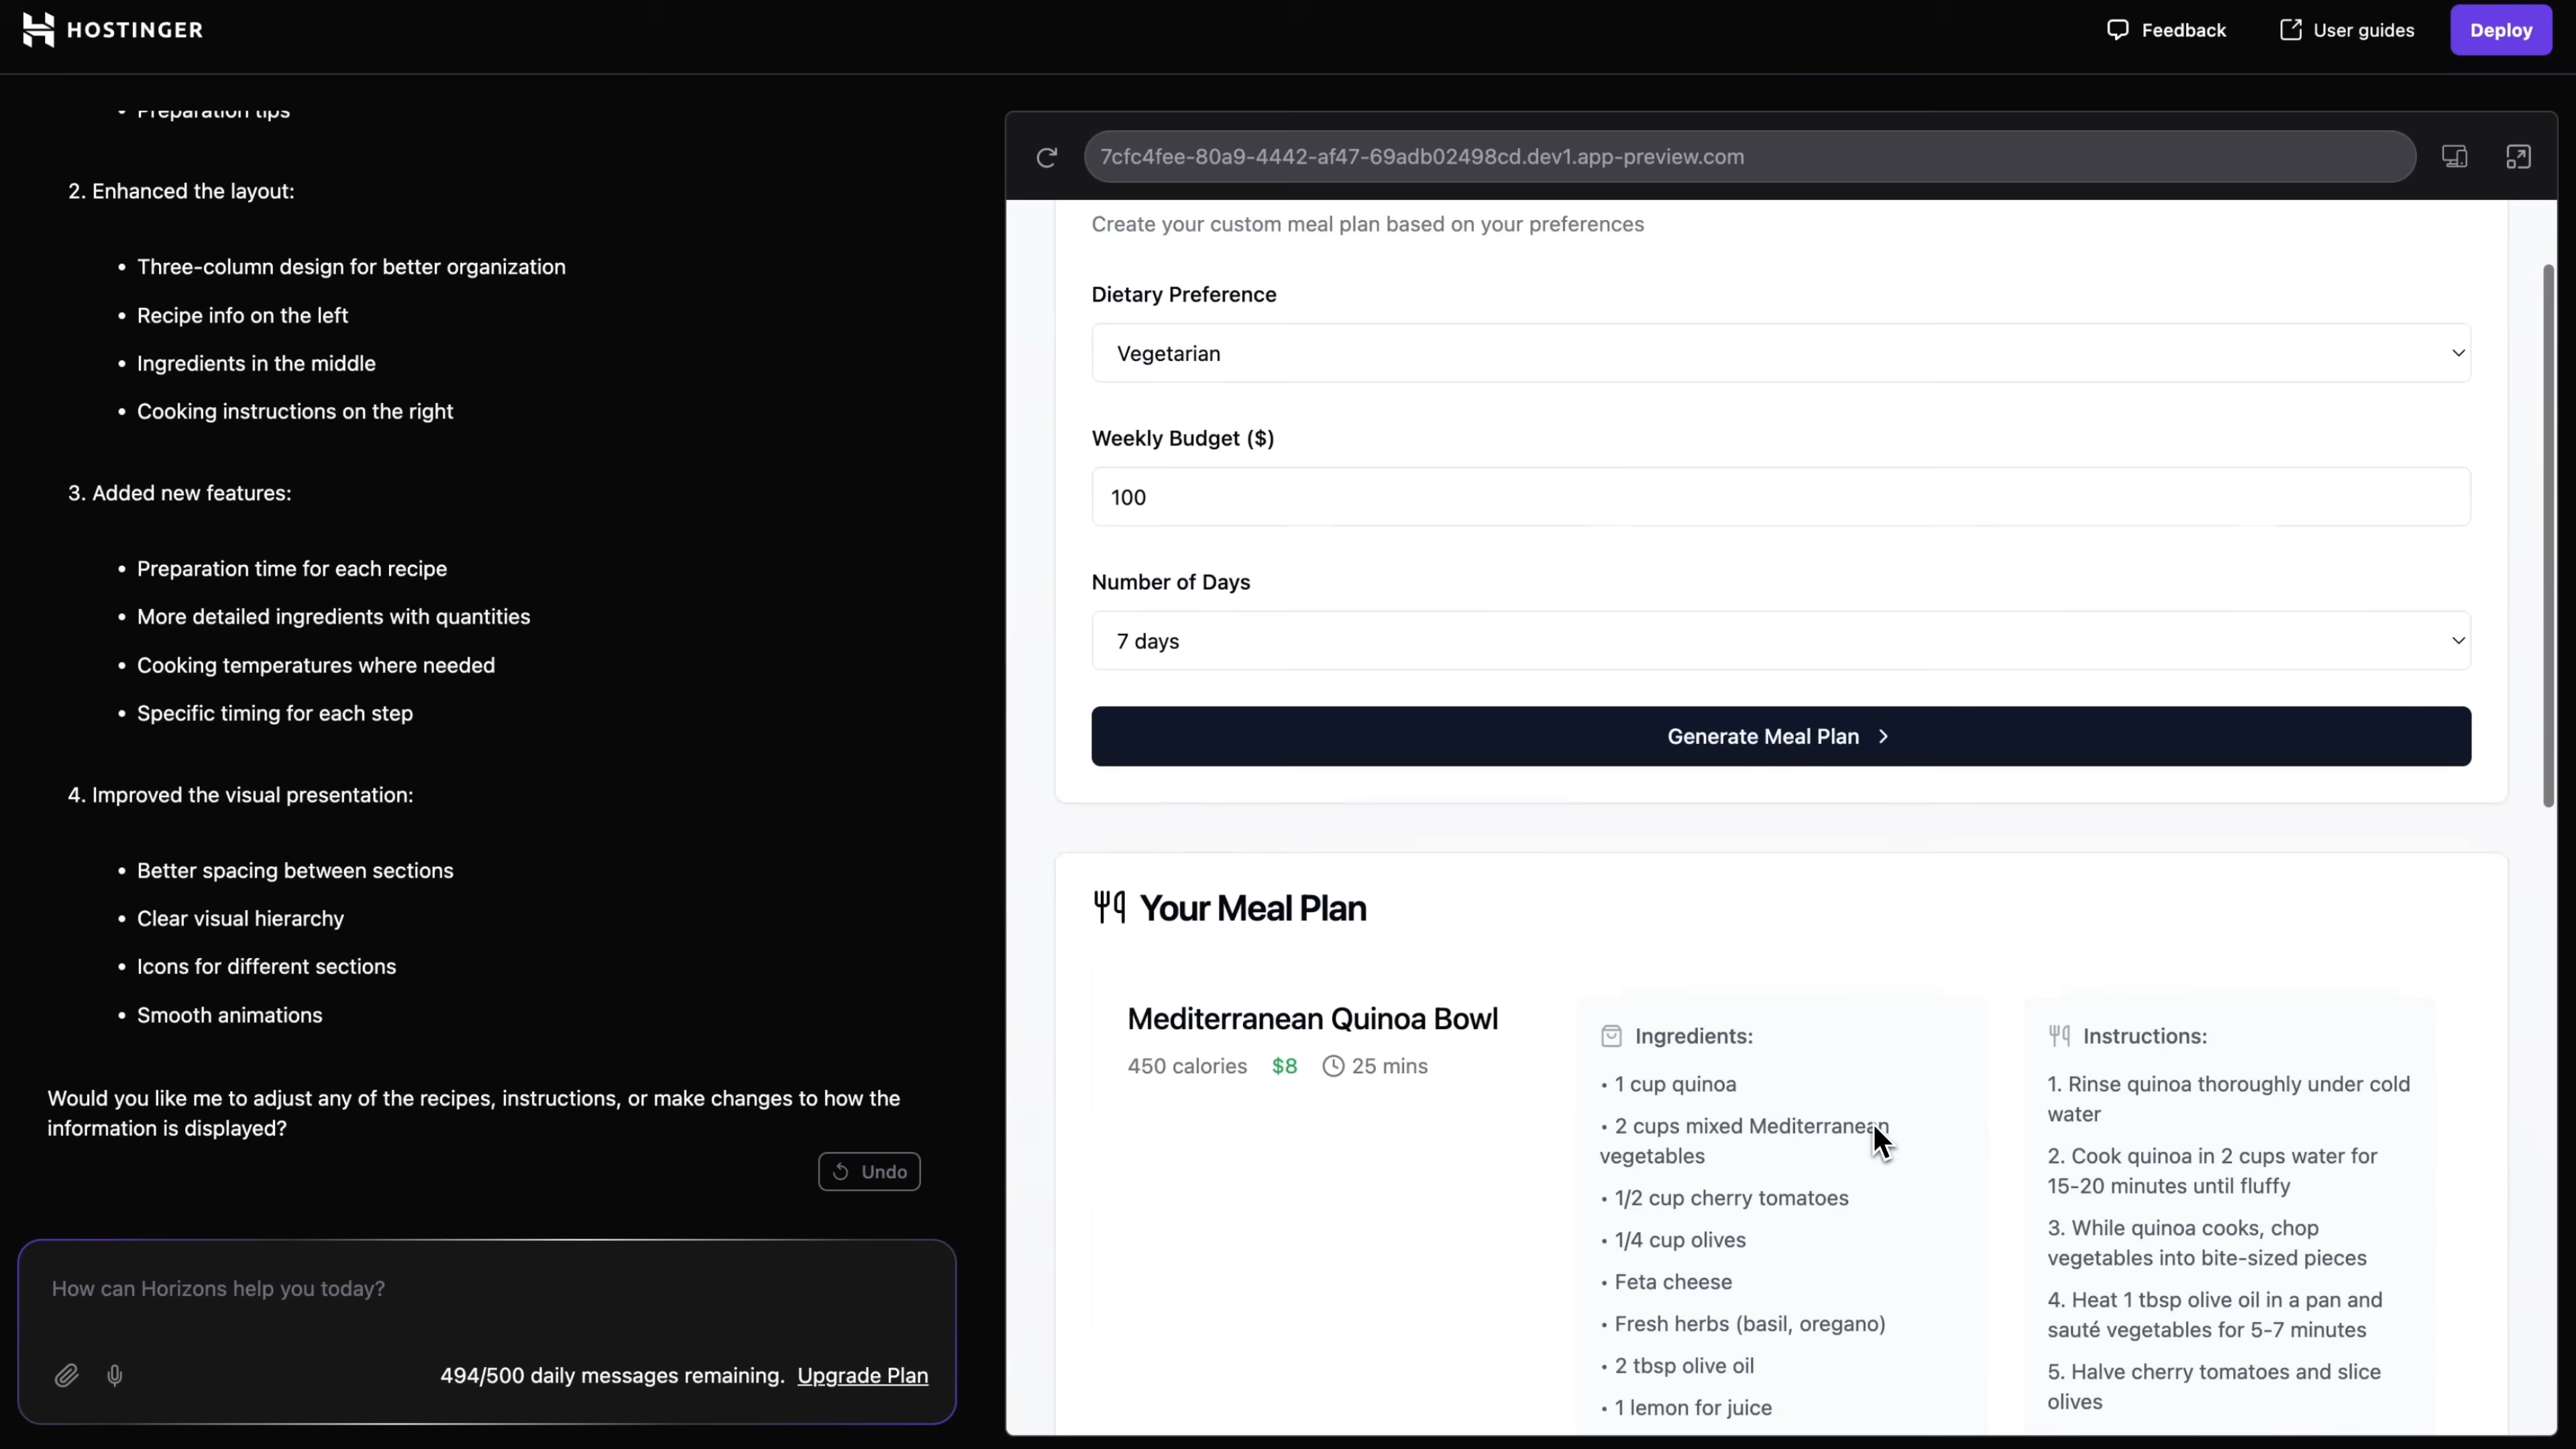 HOSTINGER
Feedback
User guides
Deploy
• Preparation tips
2. Enhanced the layout:
• Three-column design for better organization
• Recipe info on the left
• Ingredients in the middle
• Cooking instructions on the right
3. Added new features:
• Preparation time for each recipe
• More detailed ingredients with quantities
• Cooking temperatures where needed
• Specific timing for each step
4. Improved the visual presentation:
• Better spacing between sections
• Clear visual hierarchy
• Icons for different sections
• Smooth animations
Would you like me to adjust any of the recipes, instructions, or make changes to how the
information is displayed?
Undo
How can Horizons help you today?
494/500 daily messages remaining. Upgrade Plan
7cfc4fee-80a9-4442-af47-69adb02498cd.dev1.app-preview.com
Create your custom meal plan based on your preferences
Dietary Preference
Vegetarian
Weekly Budget ($)
100
Number of Days
7 days
Generate Meal Plan
Your Meal Plan
Mediterranean Quinoa Bowl
450 calories $8 25 mins
Ingredients:
• 1 cup quinoa
• 2 cups mixed Mediterranean
vegetables
• 1/2 cup cherry tomatoes
• 1/4 cup olives
• Feta cheese
• Fresh herbs (basil, oregano)
• 2 tbsp olive oil
• 1 lemon for juice
Instructions:
1. Rinse quinoa thoroughly under cold
water
2. Cook quinoa in 2 cups water for
15-20 minutes until fluffy
3. While quinoa cooks, chop
vegetables into bite-sized pieces
4. Heat 1 tbsp olive oil in a pan and
sauté vegetables for 5-7 minutes
5. Halve cherry tomatoes and slice
olives